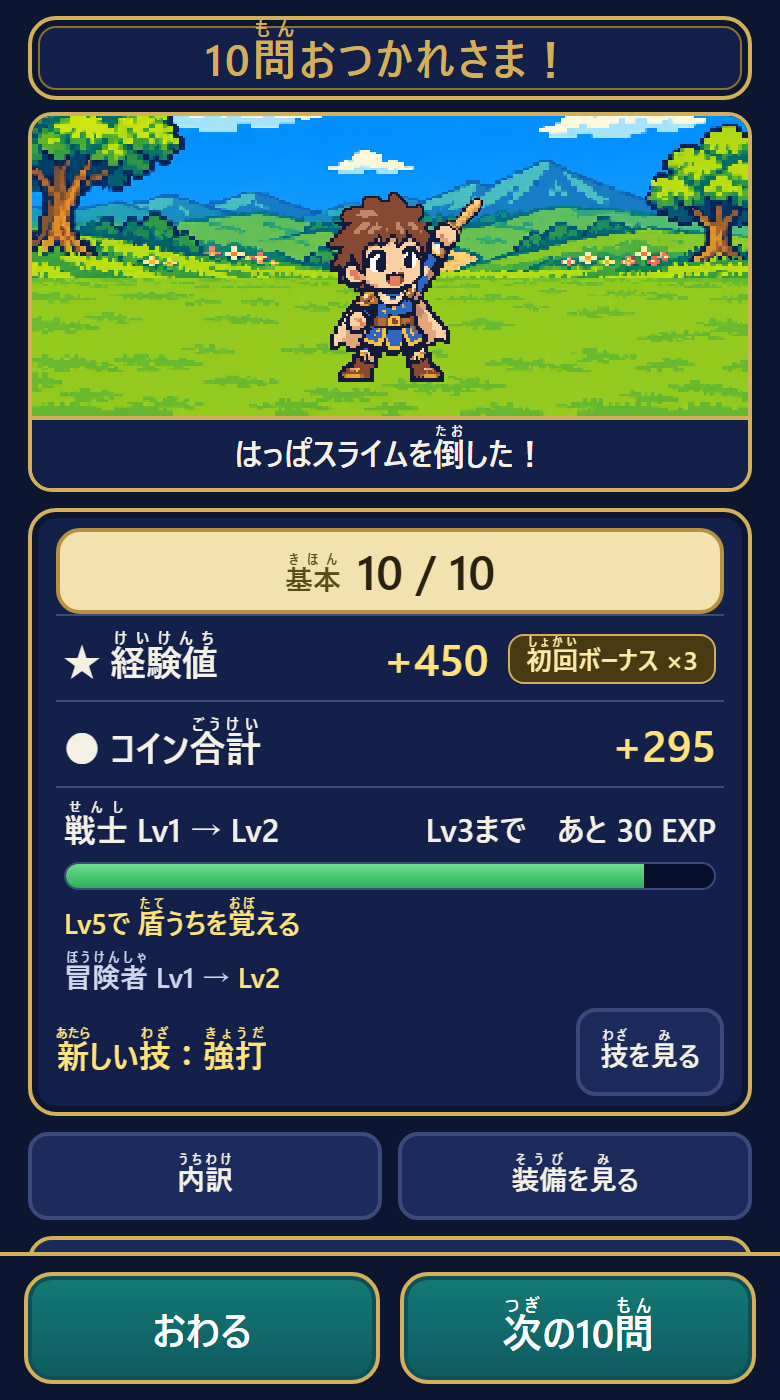 10問おつかれさま！
はっぱスライムを倒した！
基本 10 / 10
★ 経験値 +450 初回ボーナス ×3
● コイン合計 +295
戦士 Lv1 → Lv2 Lv3まで あと 30 EXP
Lv5で 盾うちを覚える
冒険者 Lv1 → Lv2
新しい技：強打 技を見る
内訳 装備を見る
おわる 次の10問